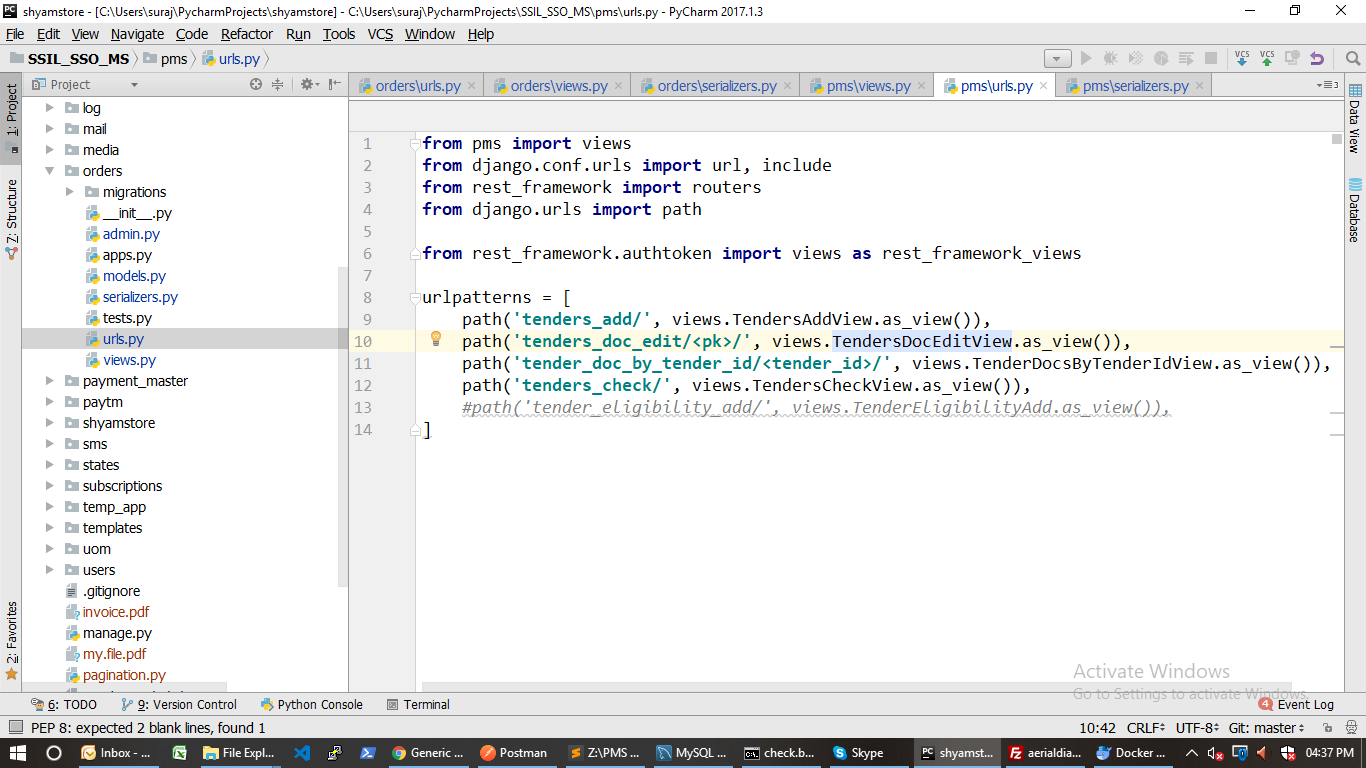 shyamstore - [C:\Users\suraj\PycharmProjects\shyamstore] - C:\Users\suraj\PycharmProjects\SSIL_SSO_MS\pms\urls.py - PyCharm 2017.1.3
File Edit View Navigate Code Refactor Run Tools VCS Window Help
SSIL_SSO_MS pms urls.py
VCS VCS
Project
orders\urls.py orders\views.py orders\serializers.py pms\views.py pms\urls.py pms\serializers.py
1: Project
Z: Structure
2: Favorites
log
mail
media
orders
migrations
__init__.py
admin.py
apps.py
models.py
serializers.py
tests.py
urls.py
views.py
payment_master
paytm
shyamstore
sms
states
subscriptions
temp_app
templates
uom
users
.gitignore
invoice.pdf
manage.py
my.file.pdf
pagination.py
1 from pms import views
2 from django.conf.urls import url, include
3 from rest_framework import routers
4 from django.urls import path
5
6 from rest_framework.authtoken import views as rest_framework_views
7
8 urlpatterns = [
9 path('tenders_add/', views.TendersAddView.as_view()),
10 path('tenders_doc_edit/<pk>/', views.TendersDocEditView.as_view()),
11 path('tender_doc_by_tender_id/<tender_id>/', views.TenderDocsByTenderIdView.as_view()),
12 path('tenders_check/', views.TendersCheckView.as_view()),
13 #path('tender_eligibility_add/', views.TenderEligibilityAdd.as_view()),
14 ]
Data View
Database
Activate Windows
Go to Settings to activate Windows.
6: TODO 9: Version Control Python Console Terminal 4 Event Log
PEP 8: expected 2 blank lines, found 1 10:42 CRLF UTF-8 Git: master
Inbox - ... File Expl... Generic ... Postman Z:\PMS ... MySQL ... check.b... Skype shyamst... aerialdia... Docker ... 04:37 PM